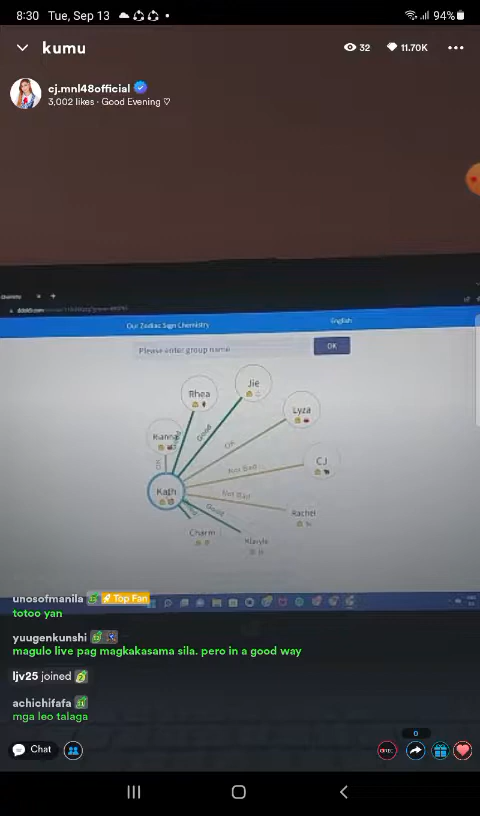 8:30 Tue, Sep 13
94%
kumu
32
11.70K
cj.mnl48official
3,002 likes · Good Evening ♡
Our Zodiac Sign Chemistry
English
Please enter group name
OK
Rhea
Jie
Lyza
Rianna
Good
OK
CJ
OK
Not Bad
Kath
Not Bad
Rachel
Good
Charm
unosofmanila Top Fan
totoo yan
yuugenkunshi
magulo live pag magkakasama sila. pero in a good way
ljv25 joined
achichifafa
mga leo talaga
0
Chat